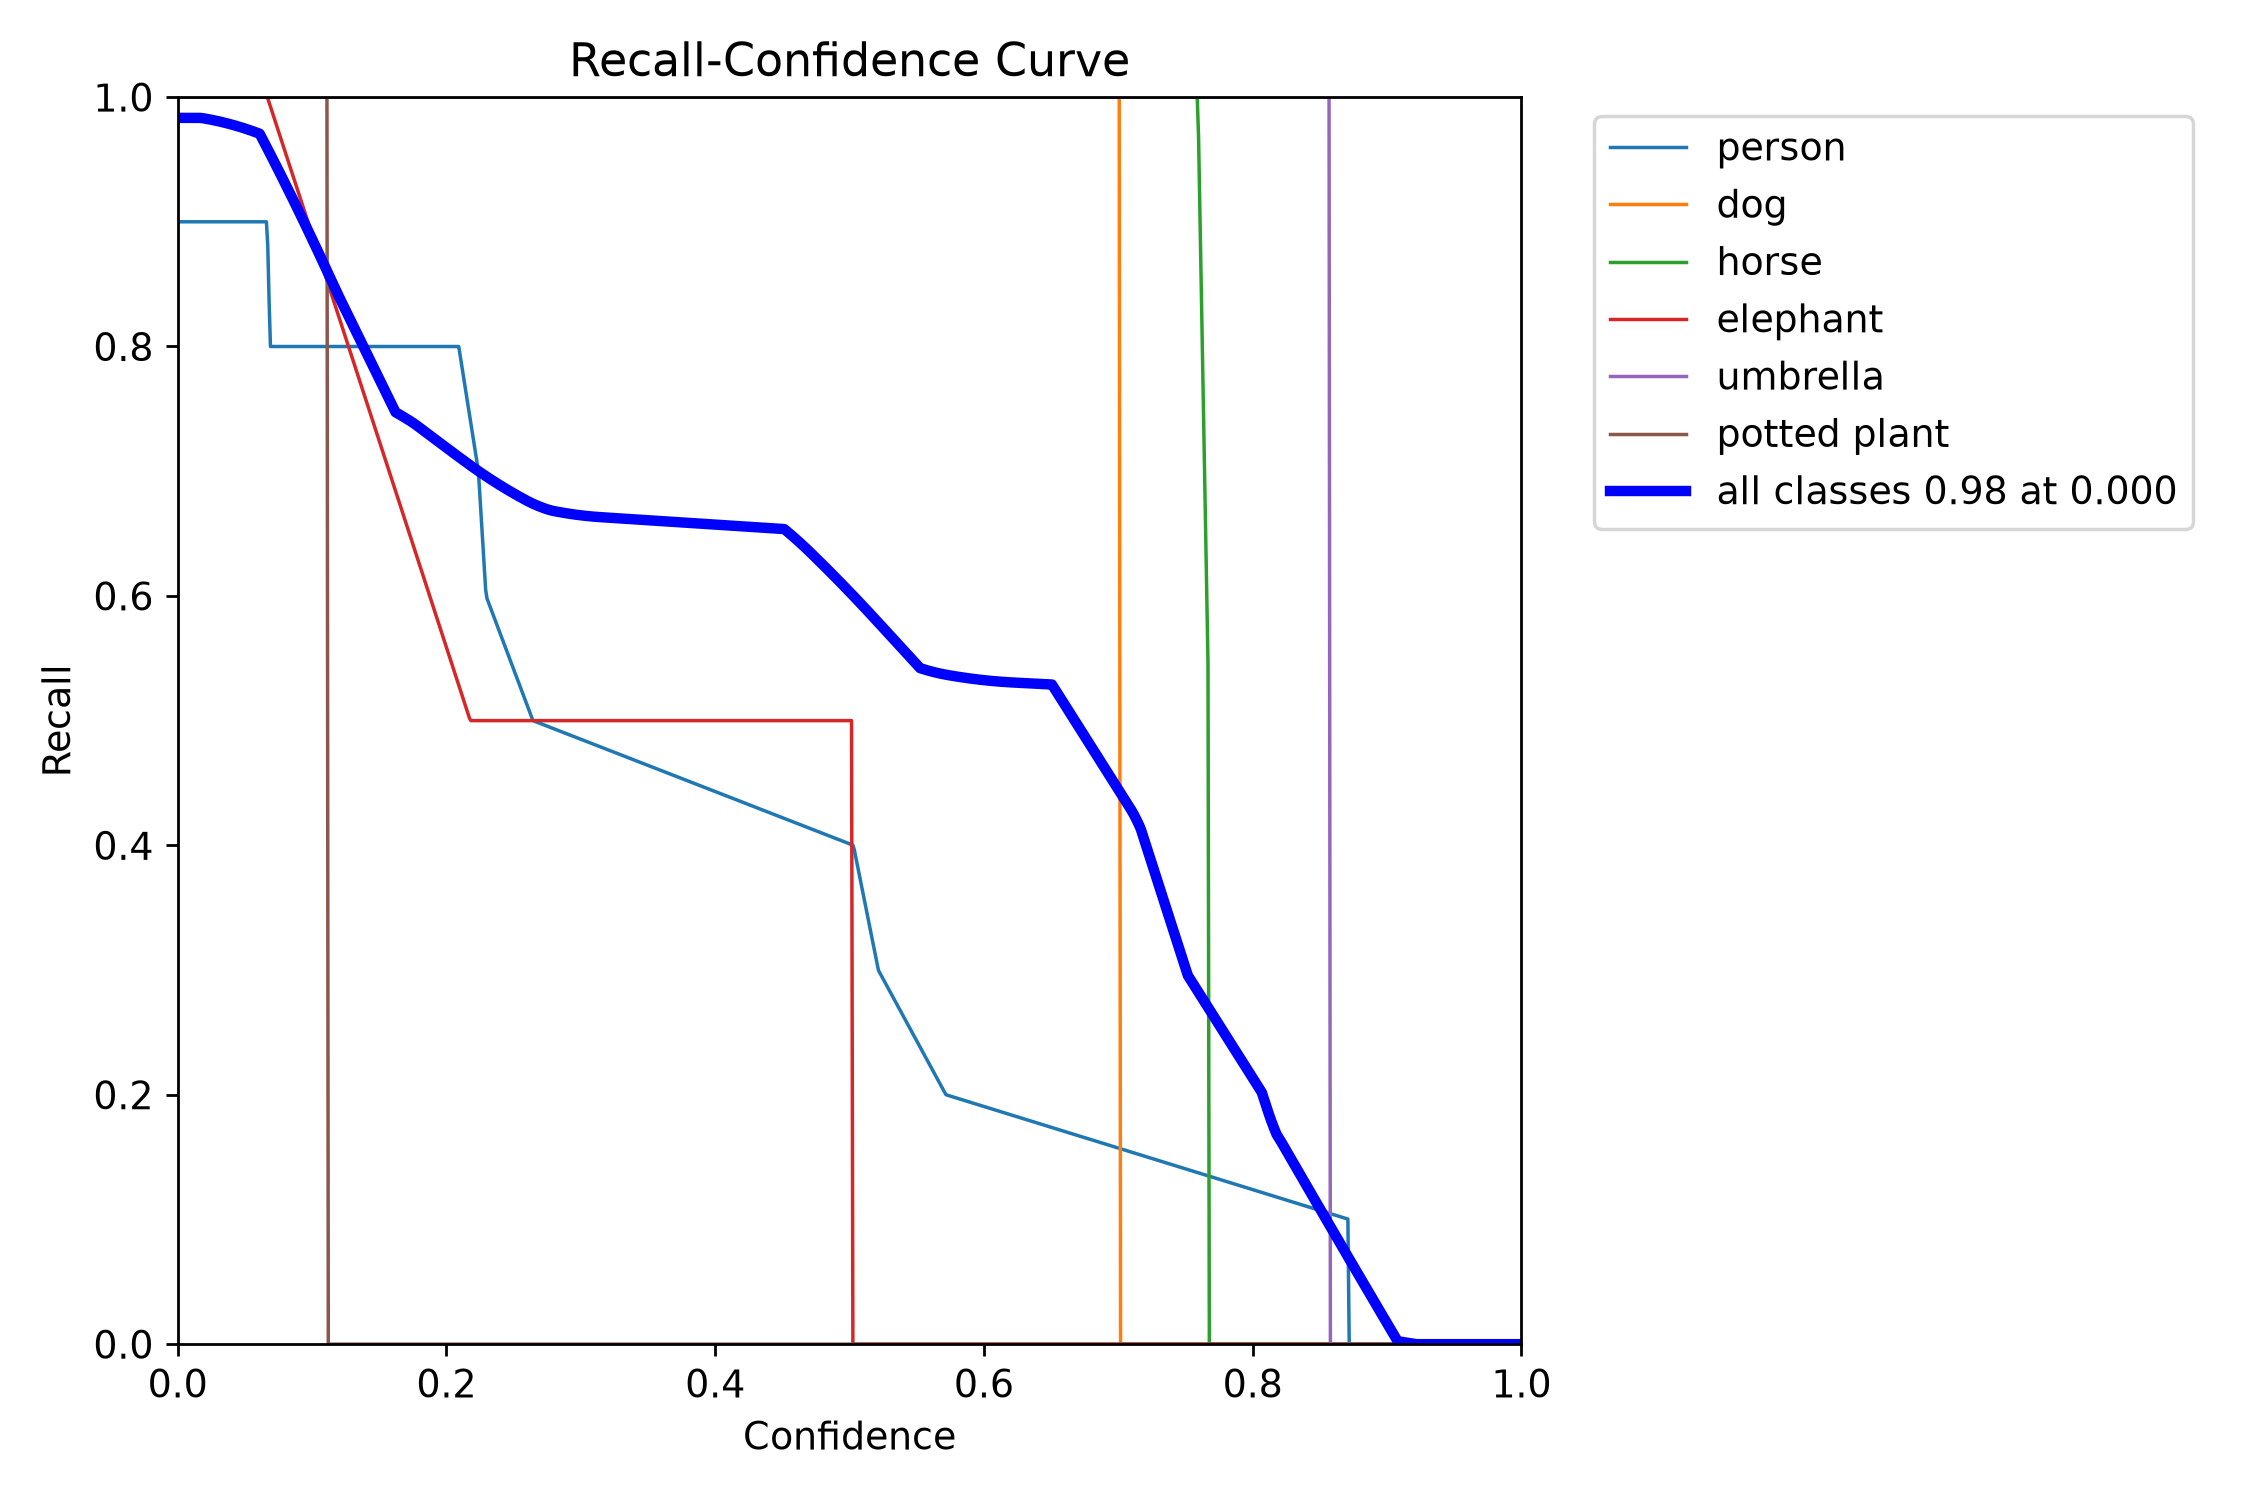 Recall-Confidence Curve
1.0
0.8
0.6
0.4
0.2
0.0
Recall
0.0 0.2 0.4 0.6 0.8 1.0
Confidence
person
dog
horse
elephant
umbrella
potted plant
all classes 0.98 at 0.000